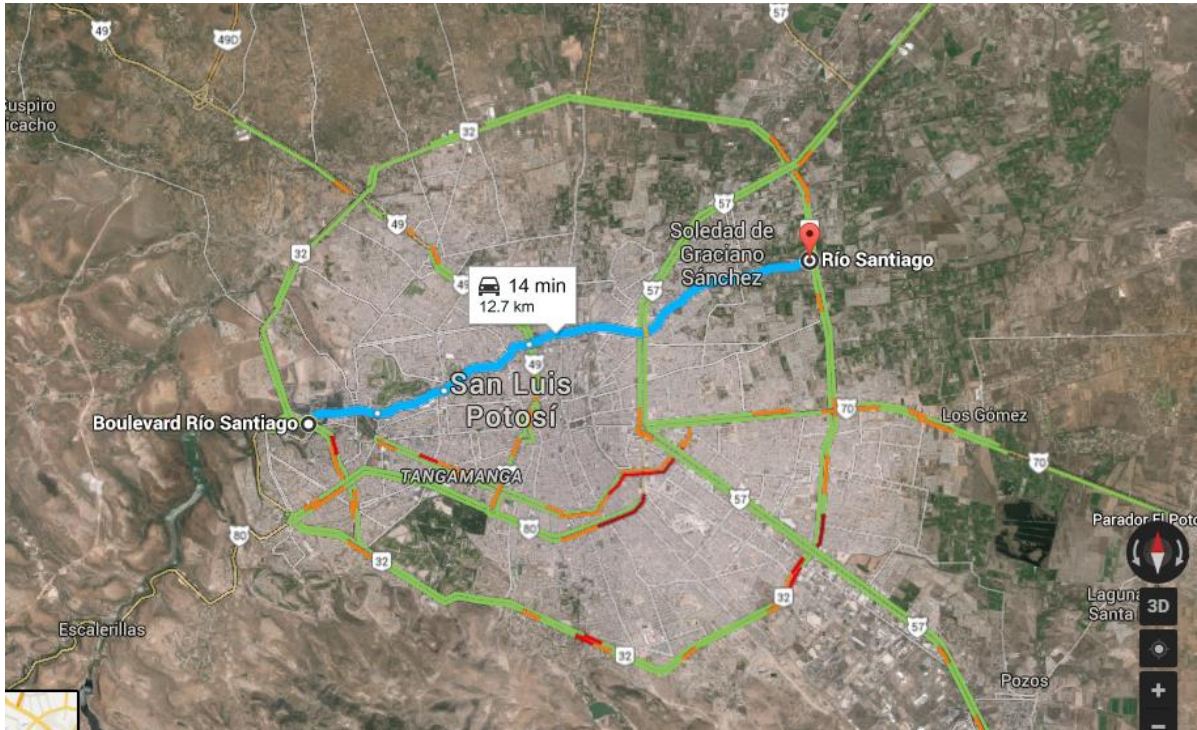 49
49D
57
Suspiro
Picacho
32
57
49
Soledad de
Graciano
Sánchez
32
Río Santiago
14 min
12.7 km
49
57
49
San Luis
Potosí
Boulevard Río Santiago
70
Los Gómez
TANGAMANGA
70
57
80
80
Parador El Poto
32
3D
32
Laguna
Santa
Escalerillas
57
32
Pozos
+
−